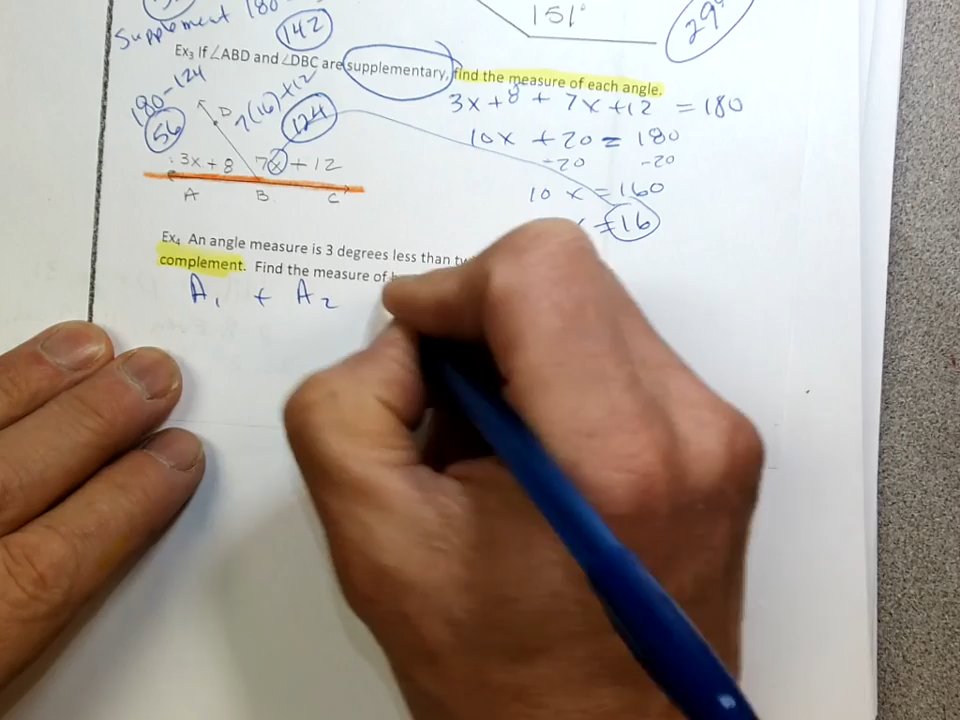 Supplement 180
142
151°
Ex3 If ∠ABD and ∠DBC are supplementary, find the measure of each angle.
180-124
56
D
7(16)+12
124
3x+8 + 7x+12 = 180
10x + 20 = 180
-20 -20
10 x = 160
= 16
3x + 8 7x + 12
A B C
Ex4 An angle measure is 3 degrees less than
complement. Find the measure of
A1 + A2